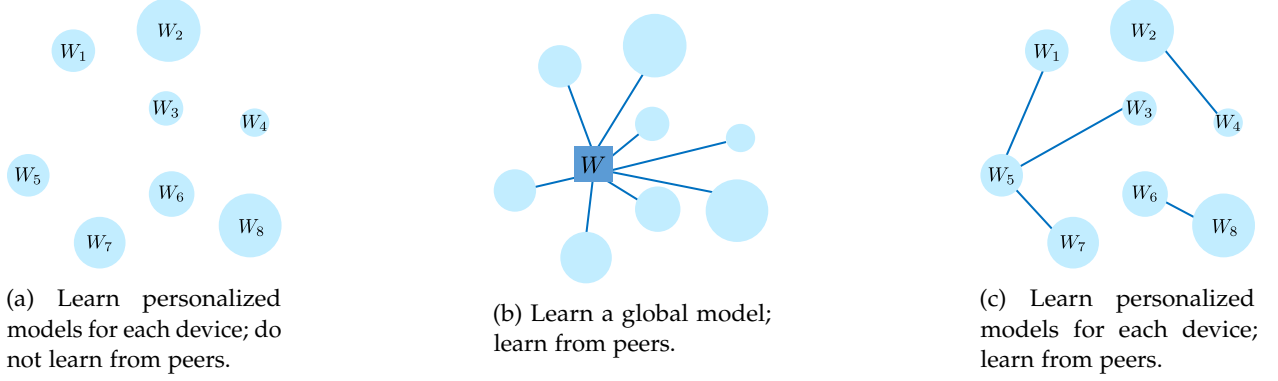 W1
W2
W3
W4
W5
W6
W7
W8
(a) Learn personalized
models for each device; do
not learn from peers.
W
(b) Learn a global model;
learn from peers.
W1
W2
W3
W4
W5
W6
W7
W8
(c) Learn personalized
models for each device;
learn from peers.